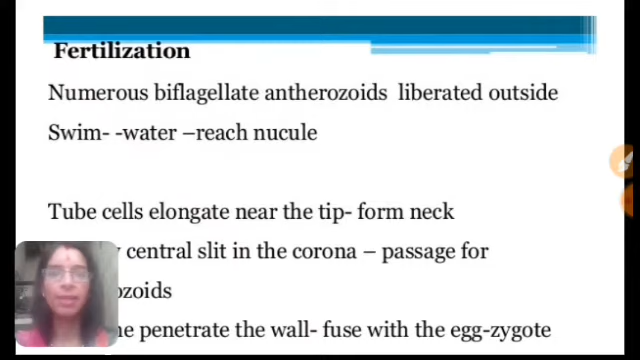 Fertilization
Numerous biflagellate antherozoids liberated outside
Swim- -water –reach nucule
Tube cells elongate near the tip- form neck
central slit in the corona – passage for
penetrate the wall- fuse with the egg-zygote